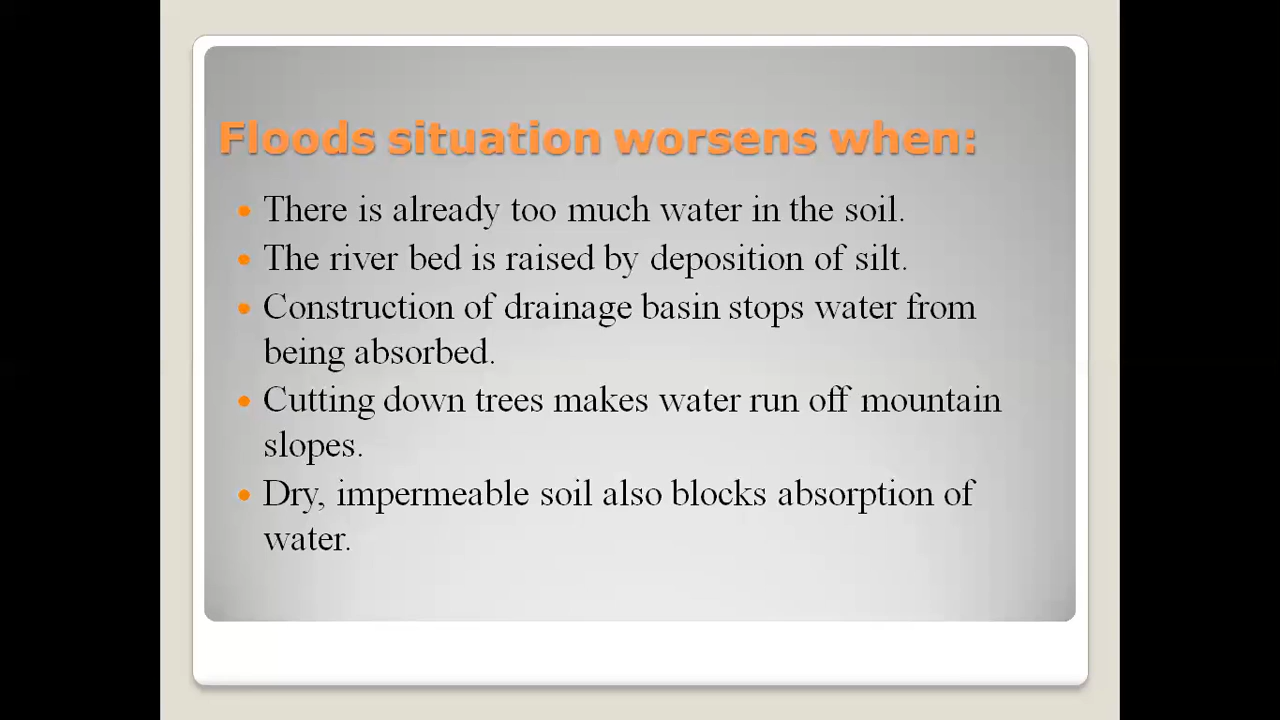 Floods situation worsens when:
There is already too much water in the soil.
The river bed is raised by deposition of silt.
Construction of drainage basin stops water from
being absorbed.
Cutting down trees makes water run off mountain
slopes.
Dry, impermeable soil also blocks absorption of
water.